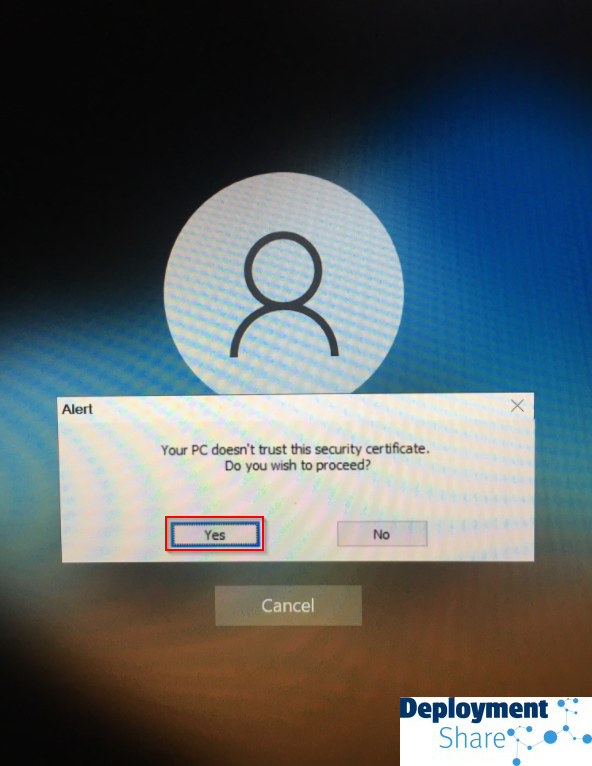 Alert
Your PC doesn't trust this security certificate.
Do you wish to proceed?
Yes
No
Cancel
Deployment
Share